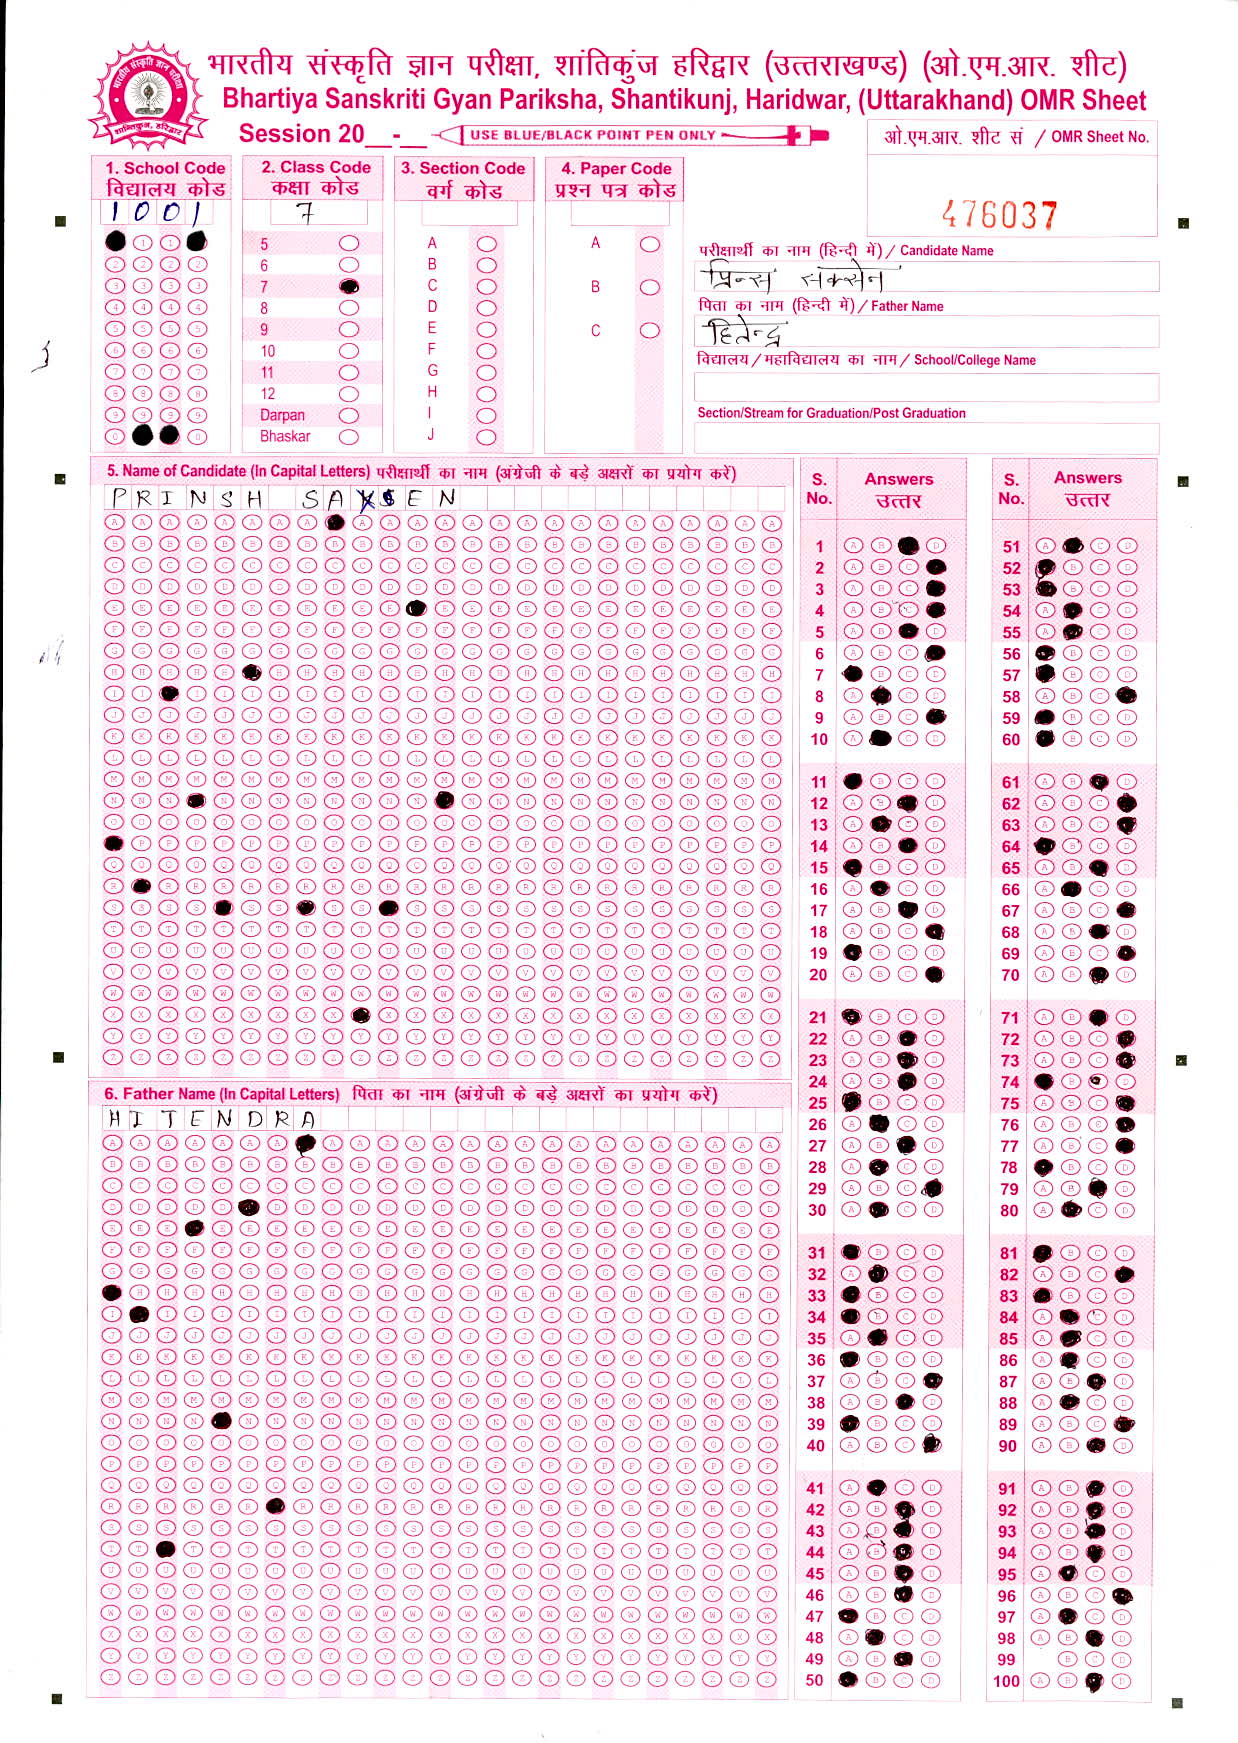 भारतीय संस्कृति ज्ञान परीक्षा, शांतिकुंज हरिद्वार (उत्तराखण्ड) (ओ.एम.आर. शीट)
Bhartiya Sanskriti Gyan Pariksha, Shantikunj, Haridwar, (Uttarakhand) OMR Sheet
Session 20__-__ USE BLUE/BLACK POINT PEN ONLY
ओ.एम.आर. शीट सं / OMR Sheet No.
476037
1. School Code
विद्यालय कोड
1001
2. Class Code
कक्षा कोड
7
5
6
7
8
9
10
11
12
Darpan
Bhaskar
3. Section Code
वर्ग कोड
A
B
C
D
E
F
G
H
I
J
4. Paper Code
प्रश्न पत्र कोड
A
B
C
परीक्षार्थी का नाम (हिन्दी में) / Candidate Name
प्रिन्स सक्सेन
पिता का नाम (हिन्दी में) / Father Name
हितेन्द्र
विद्यालय / महाविद्यालय का नाम / School/College Name
Section/Stream for Graduation/Post Graduation
5. Name of Candidate (In Capital Letters) परीक्षार्थी का नाम (अंग्रेजी के बड़े अक्षरों का प्रयोग करें)
PRINSH SAXSEN
6. Father Name (In Capital Letters) पिता का नाम (अंग्रेजी के बड़े अक्षरों का प्रयोग करें)
HITENDRA
S. No. Answers उत्तर
1
2
3
4
5
6
7
8
9
10
11
12
13
14
15
16
17
18
19
20
21
22
23
24
25
26
27
28
29
30
31
32
33
34
35
36
37
38
39
40
41
42
43
44
45
46
47
48
49
50
S. No. Answers उत्तर
51
52
53
54
55
56
57
58
59
60
61
62
63
64
65
66
67
68
69
70
71
72
73
74
75
76
77
78
79
80
81
82
83
84
85
86
87
88
89
90
91
92
93
94
95
96
97
98
99
100